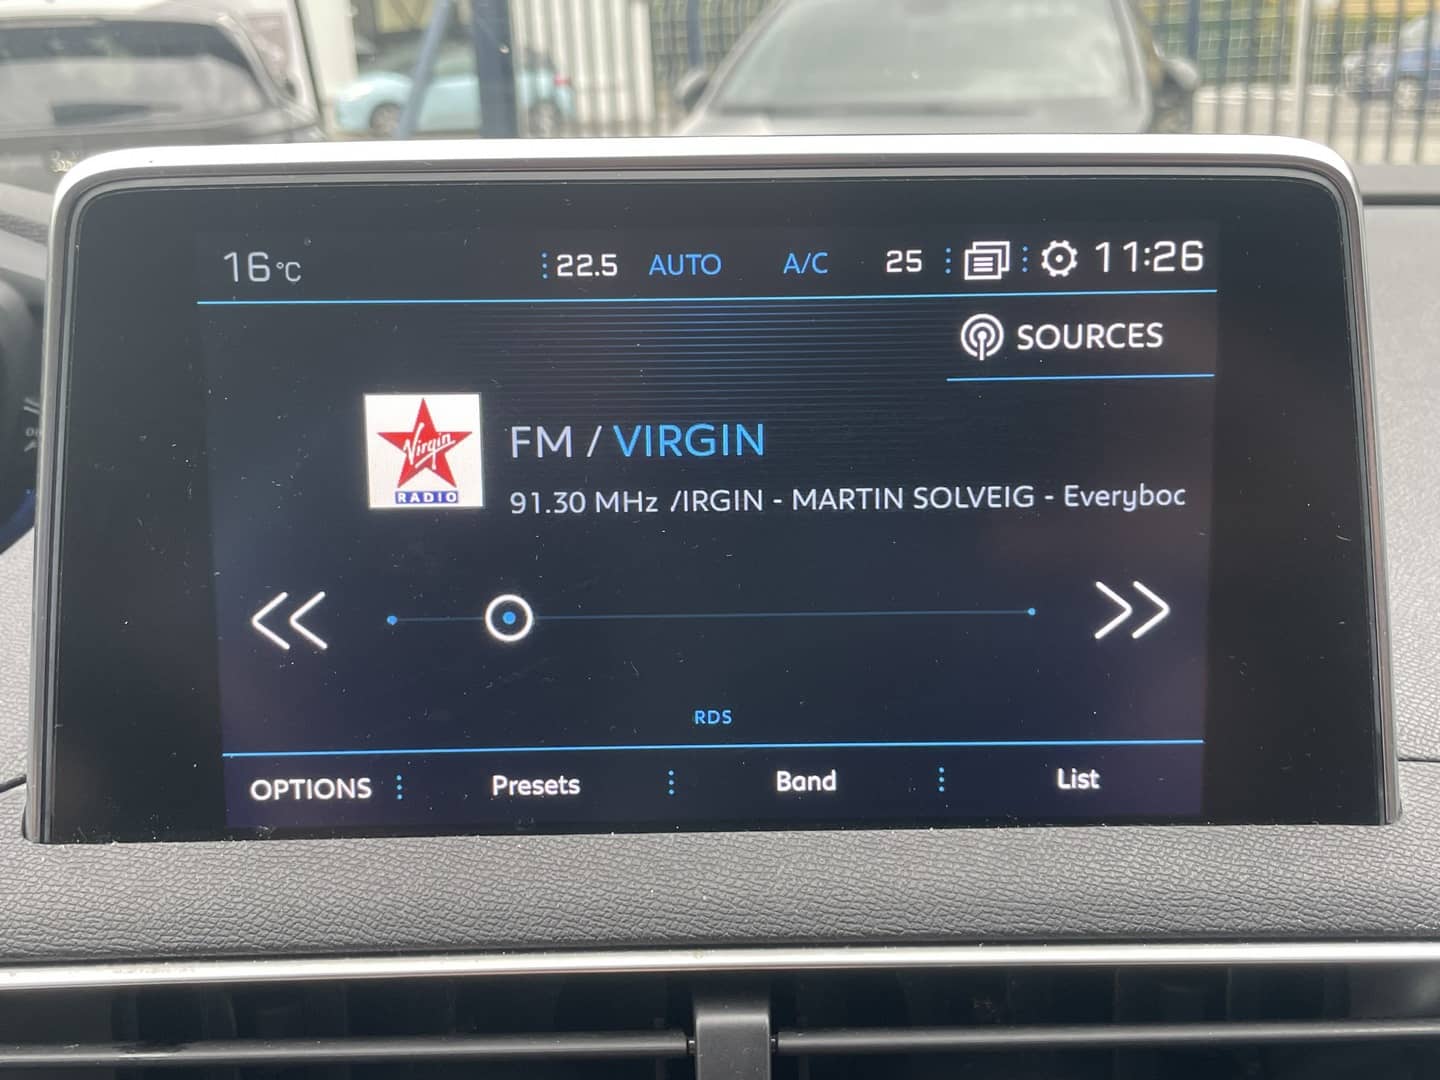 16°C 22.5 AUTO A/C 25 11:26
SOURCES
Virgin
RADIO
FM / VIRGIN
91.30 MHz /IRGIN - MARTIN SOLVEIG - Everyboc
RDS
OPTIONS Presets Band List